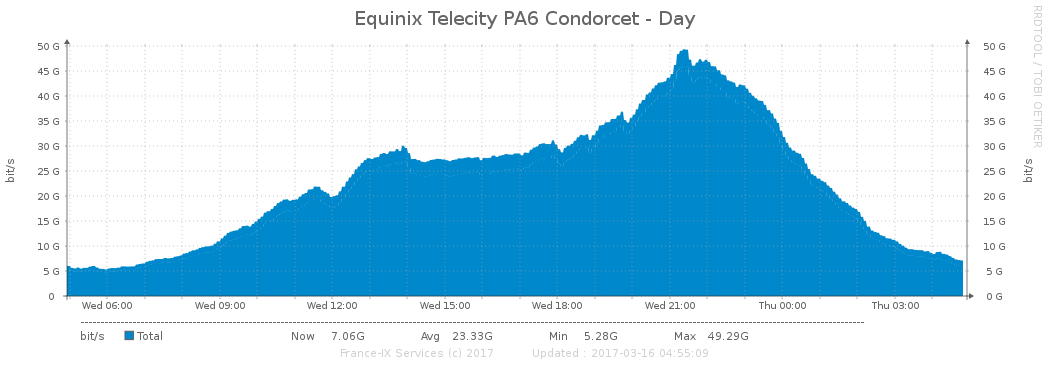 Equinix Telecity PA6 Condorcet - Day
RRDTOOL / TOBI OETIKER
bit/s
bit/s
50 G 50 G
45 G 45 G
40 G 40 G
35 G 35 G
30 G 30 G
25 G 25 G
20 G 20 G
15 G 15 G
10 G 10 G
5 G 5 G
0 0 G
Wed 06:00 Wed 09:00 Wed 12:00 Wed 15:00 Wed 18:00 Wed 21:00 Thu 00:00 Thu 03:00
bit/s Total Now 7.06G Avg 23.33G Min 5.28G Max 49.29G
France-IX Services (c) 2017 Updated : 2017-03-16 04:55:09